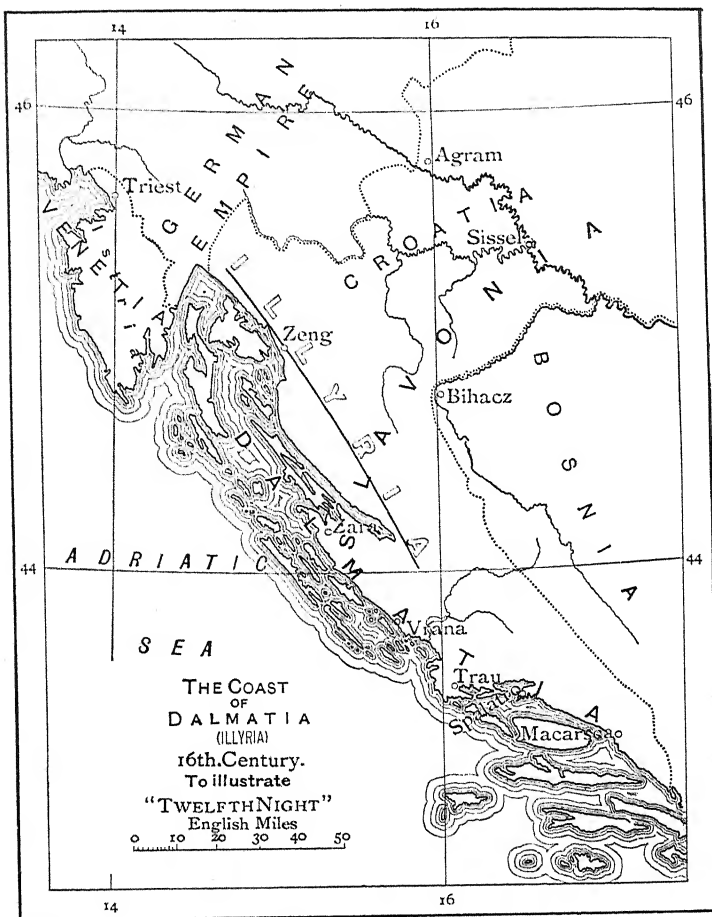 14 16
46 46
GERMAN
EMPIRE
Agram
Triest
VENETIA
Istria
CROATIA
Sissek
SLAVONIA
ILLYRIA
Zeng
BOSNIA
Bihacz
DALMATIA
Zara
ADRIATIC
44 44
SEA
Vrana
Trau
Spalato
Macarsca
THE COAST
OF
DALMATIA
(ILLYRIA)
16th. Century.
To illustrate
"TWELFTH NIGHT"
English Miles
0 10 20 30 40 50
14 16